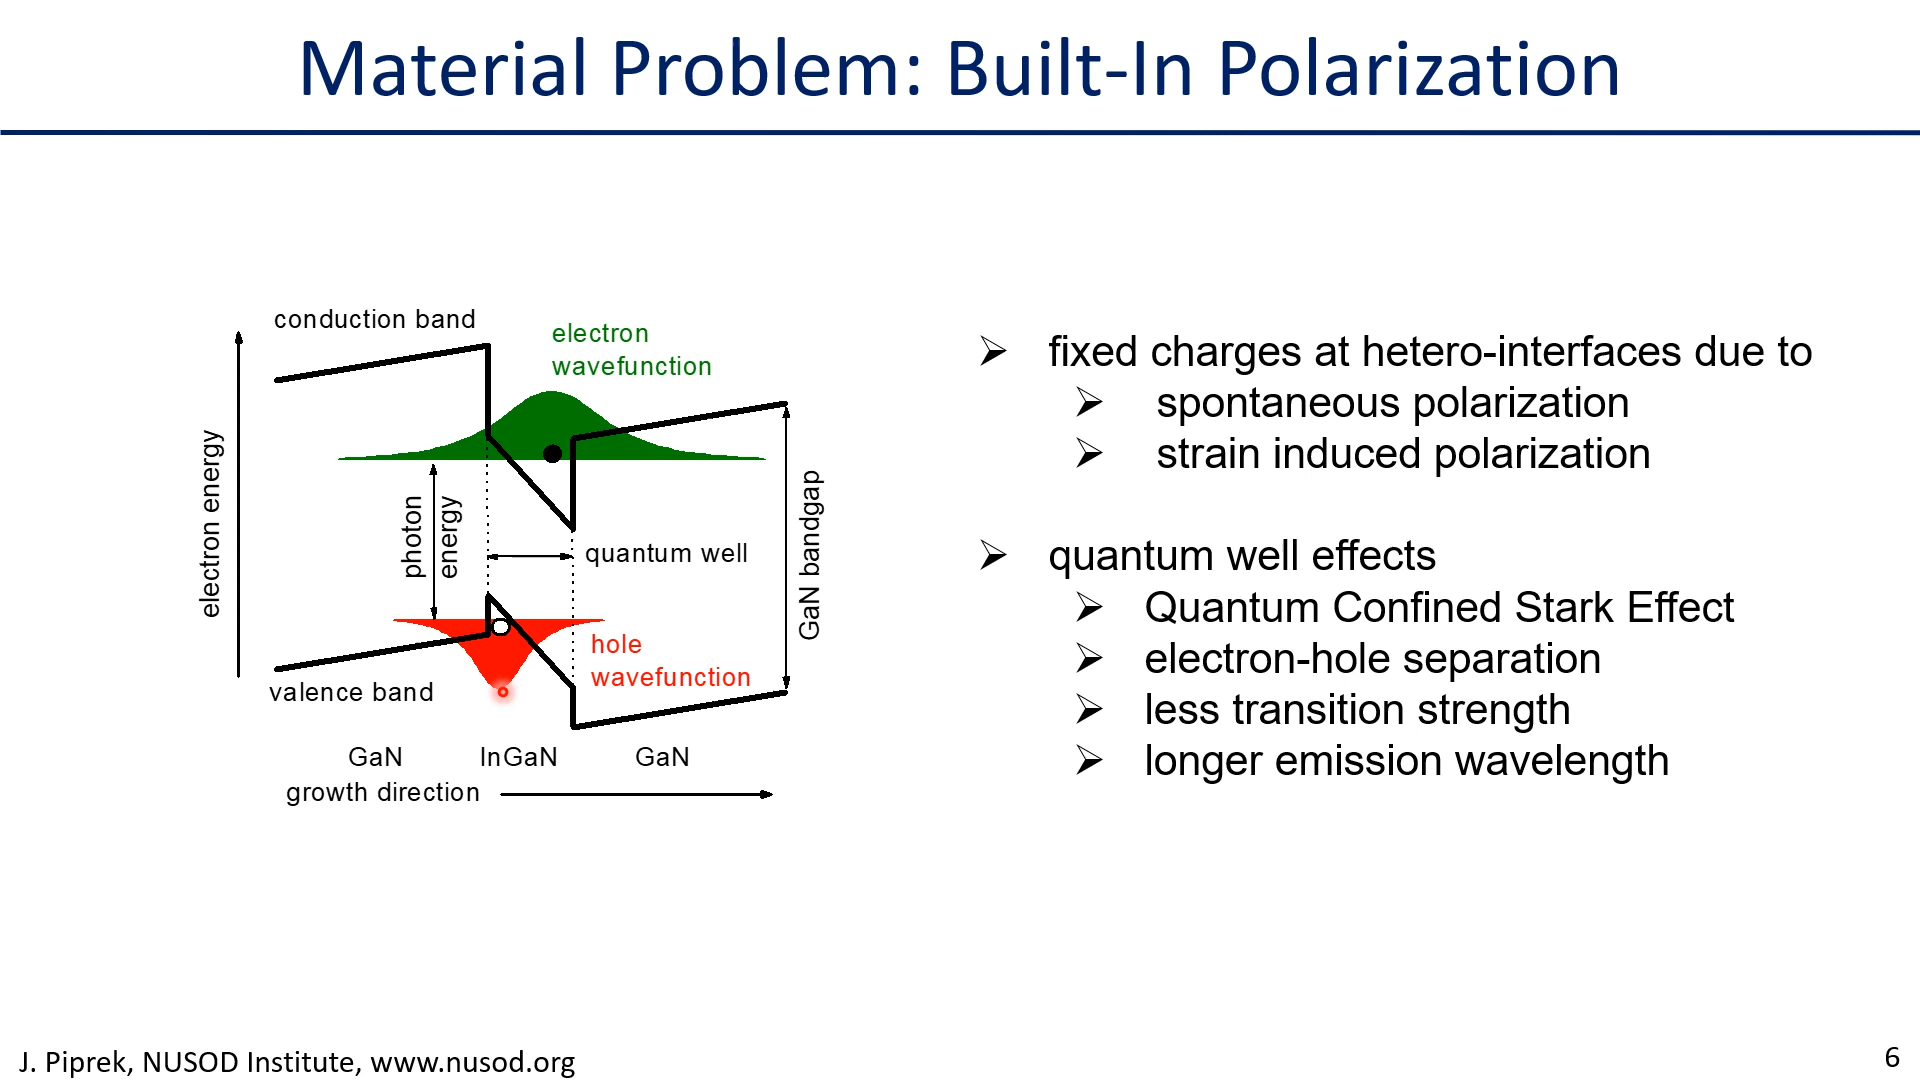 Material Problem: Built-In Polarization
conduction band
electron
wavefunction
electron energy
photon
energy
quantum well
GaN bandgap
hole
wavefunction
valence band
GaN InGaN GaN
growth direction
➢ fixed charges at hetero-interfaces due to
➢ spontaneous polarization
➢ strain induced polarization
➢ quantum well effects
➢ Quantum Confined Stark Effect
➢ electron-hole separation
➢ less transition strength
➢ longer emission wavelength
J. Piprek, NUSOD Institute, www.nusod.org
6